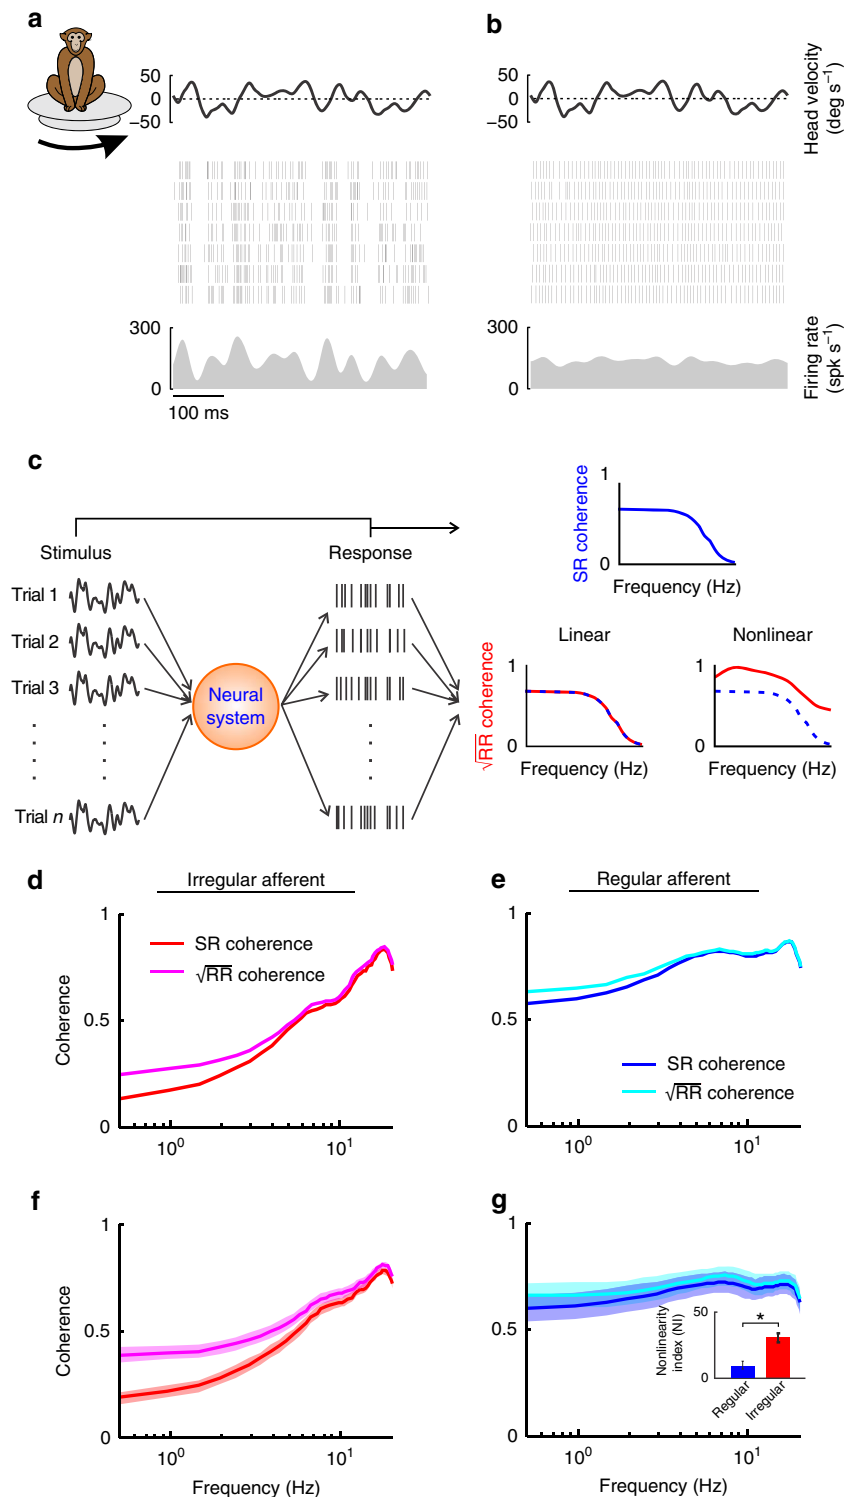 a
b
50
0
−50
50
0
−50
Head velocity
(deg s⁻¹)
300
0
100 ms
300
0
Firing rate
(spk s⁻¹)
c
Stimulus
Response
Trial 1
Trial 2
Trial 3
Trial n
Neural
system
SR coherence
1
0
Frequency (Hz)
Linear
Nonlinear
√RR coherence
1
0
Frequency (Hz)
1
0
Frequency (Hz)
d
Irregular afferent
e
Regular afferent
1
0.5
0
Coherence
SR coherence
√RR coherence
10⁰
10¹
1
0.5
0
SR coherence
√RR coherence
10⁰
10¹
f
g
1
0.5
0
Coherence
10⁰
10¹
Frequency (Hz)
1
0.5
0
Nonlinearity
index (NI)
50
0
*
Regular
Irregular
10⁰
10¹
Frequency (Hz)